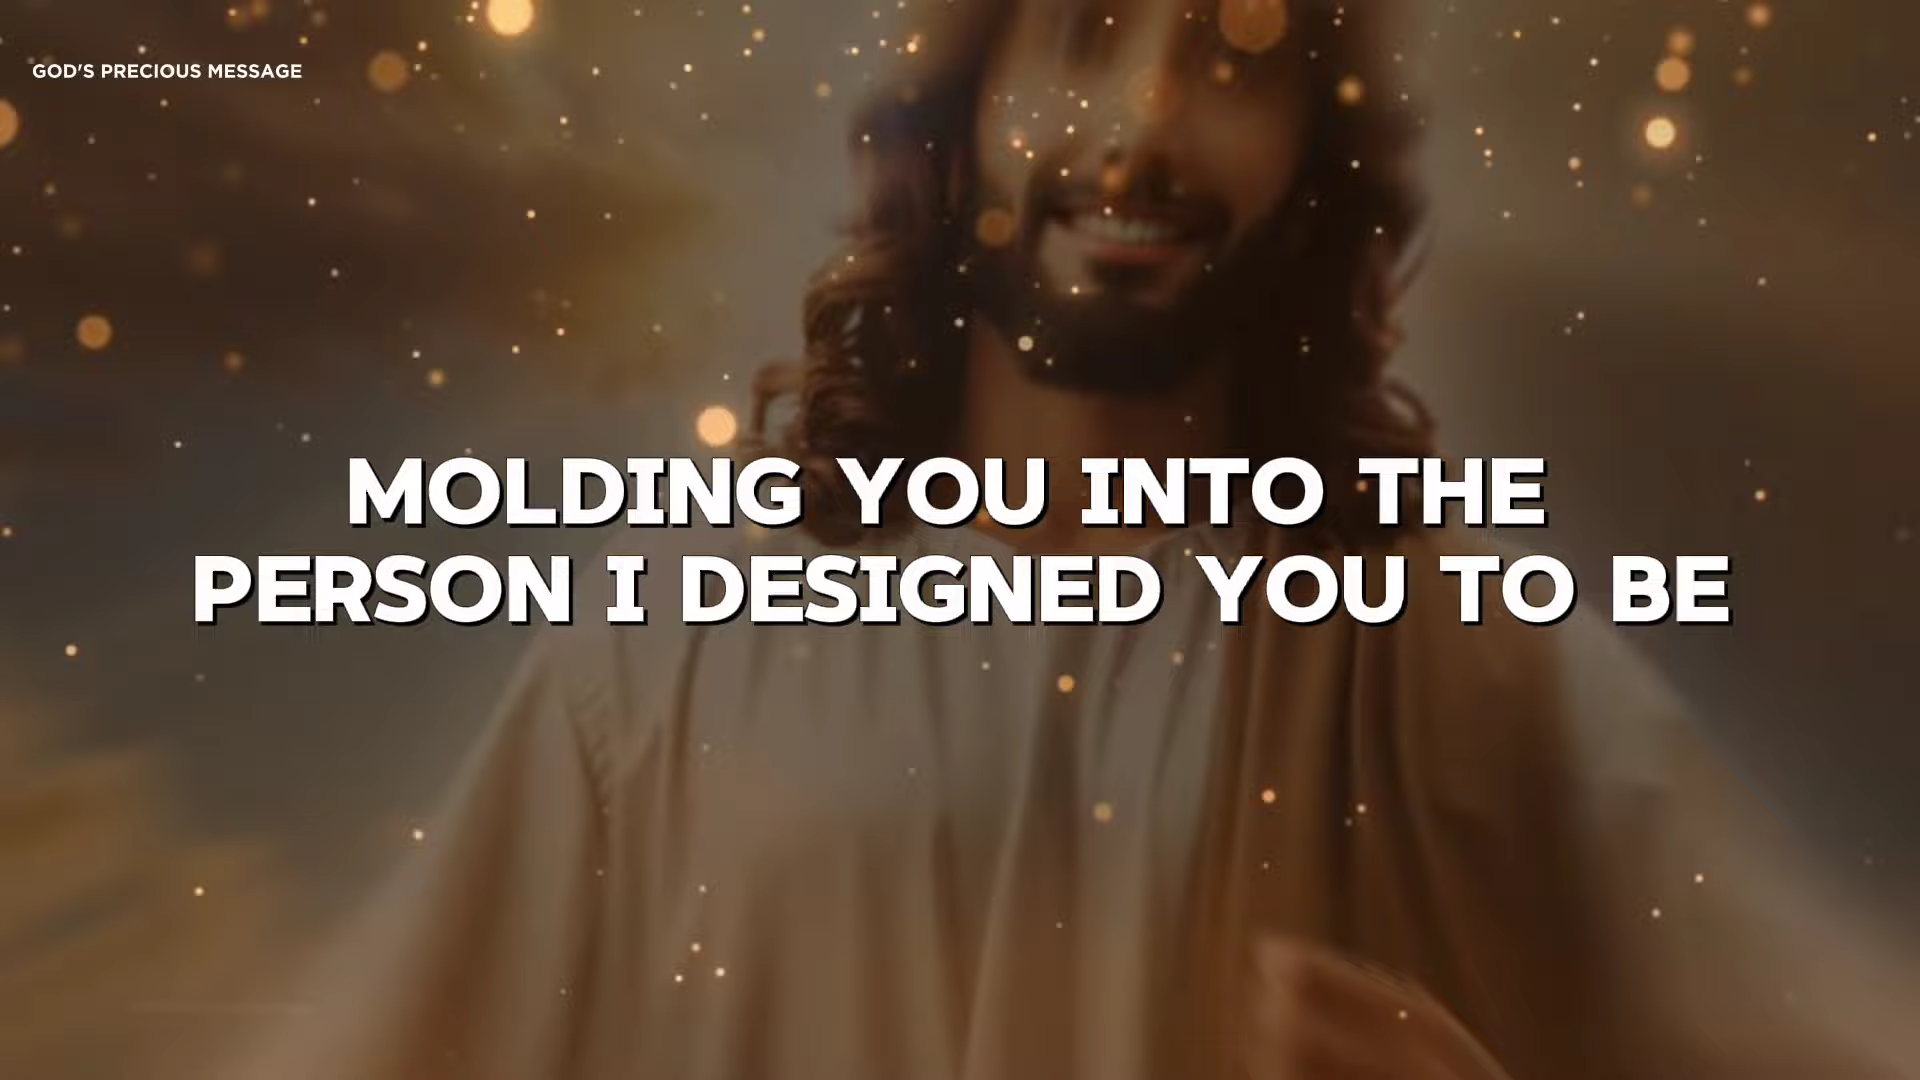 GOD'S PRECIOUS MESSAGE
MOLDING YOU INTO THE
PERSON I DESIGNED YOU TO BE